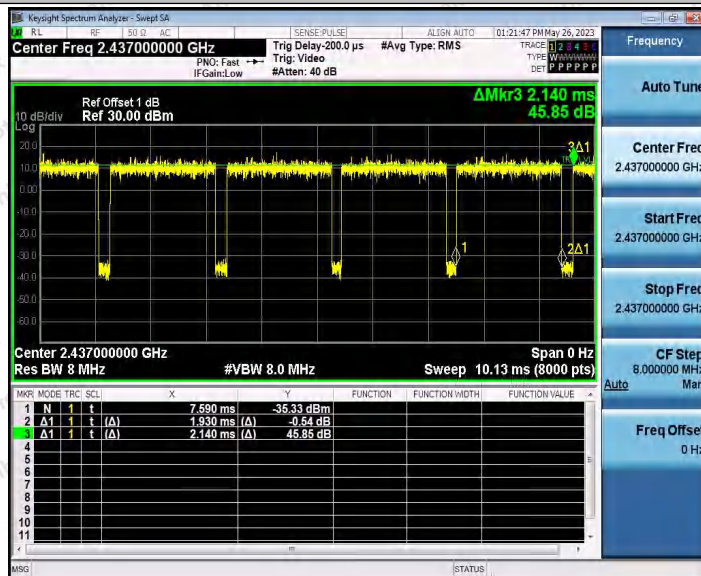 Keysight Spectrum Analyzer - Swept SA
RL RF 50 Ω AC SENSE:PULSE ALIGN AUTO 01:21:47 PM May 26, 2023
Center Freq 2.437000000 GHz
PNO: Fast
IFGain:Low
Trig Delay-200.0 µs
Trig: Video
#Atten: 40 dB
#Avg Type: RMS
TRACE 1 2 3 4 5 6
TYPE WWWWWW
DET P P P P P P
ΔMkr3 2.140 ms
45.85 dB
Ref Offset 1 dB
10 dB/div Ref 30.00 dBm
Log
20.0
10.0
0.00
-10.0
-20.0
-30.0
-40.0
-50.0
-60.0
3Δ1
1
2Δ1
Center 2.437000000 GHz Span 0 Hz
Res BW 8 MHz #VBW 8.0 MHz Sweep 10.13 ms (8000 pts)
MKR MODE TRC SCL X Y FUNCTION FUNCTION WIDTH FUNCTION VALUE
1 N 1 t 7.590 ms -35.33 dBm
2 Δ1 1 t (Δ) 1.930 ms (Δ) -0.54 dB
3 Δ1 1 t (Δ) 2.140 ms (Δ) 45.85 dB
4
5
6
7
8
9
10
11
MSG STATUS
Frequency
Auto Tune
Center Freq
2.437000000 GHz
Start Freq
2.437000000 GHz
Stop Freq
2.437000000 GHz
CF Step
8.000000 MHz
Auto Man
Freq Offset
0 Hz